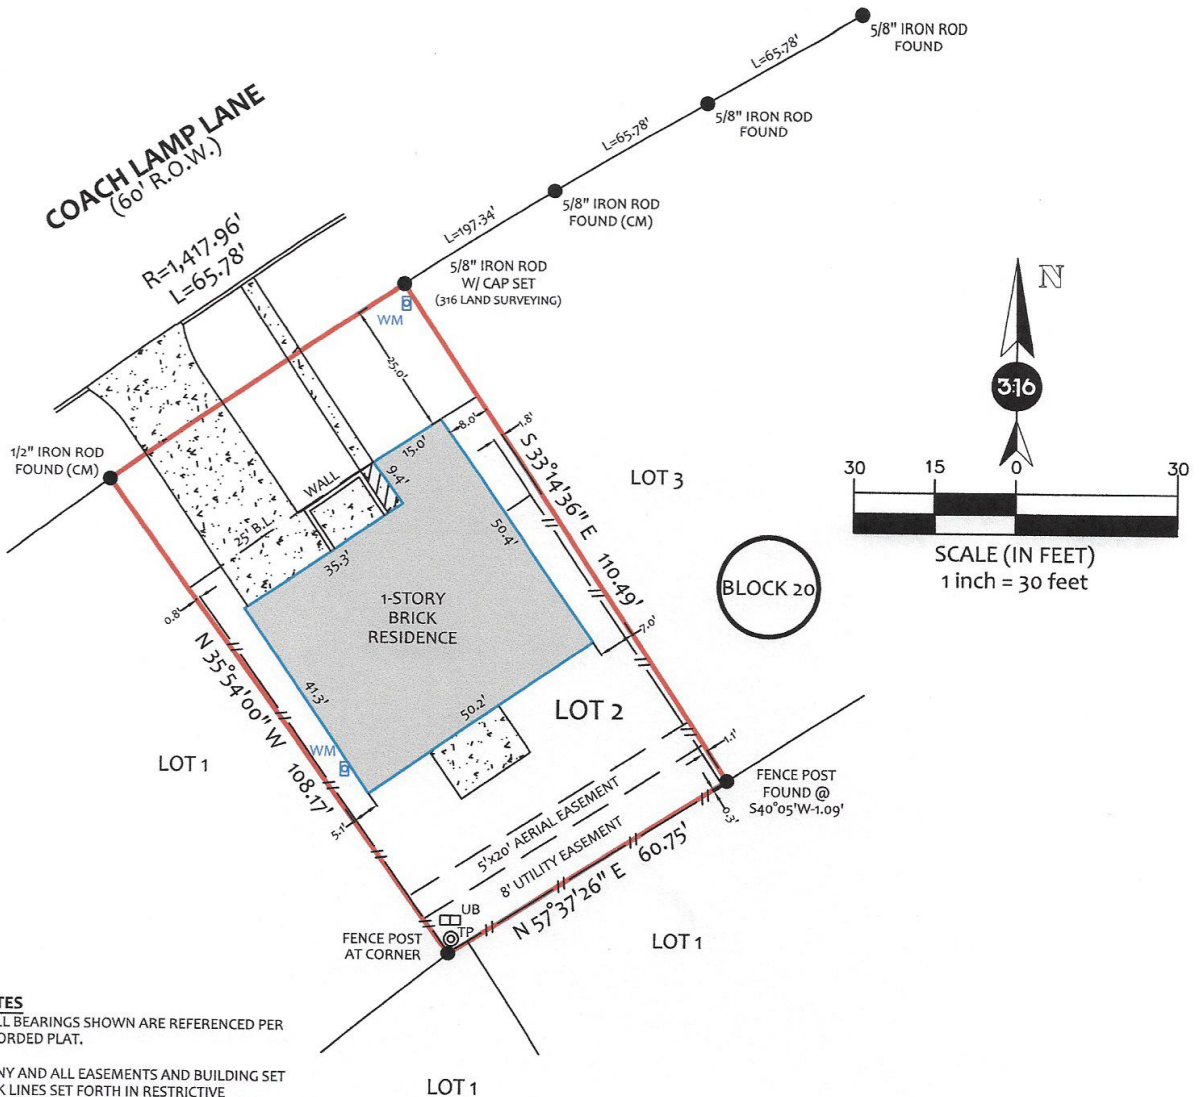 5/8" IRON ROD
FOUND
L=65.78'
5/8" IRON ROD
FOUND
L=65.78'
COACH LAMP LANE
(60' R.O.W.)
5/8" IRON ROD
FOUND (CM)
L=197.34'
R=1,417.96'
L=65.78'
5/8" IRON ROD
W/ CAP SET
(316 LAND SURVEYING)
WM
N
3:16
25.0'
15.0'
8.0'
1.8'
1/2" IRON ROD
FOUND (CM)
WALL
9.4'
S 33°14'36" E 110.49'
LOT 3
30 15 0 30
SCALE (IN FEET)
1 inch = 30 feet
25' B.L.
35.3'
50.4'
BLOCK 20
1-STORY
BRICK
RESIDENCE
0.8'
7.0'
N 35°54'00" W 108.17'
41.3'
50.2'
LOT 2
WM
LOT 1
5.1'
1.1'
FENCE POST
FOUND @
S40°05'W-1.09'
0.3'
5'x20' AERIAL EASEMENT
8' UTILITY EASEMENT
N 57°37'26" E 60.75'
UB
TP
FENCE POST
AT CORNER
LOT 1
TES
LL BEARINGS SHOWN ARE REFERENCED PER
ORDED PLAT.
NY AND ALL EASEMENTS AND BUILDING SET
K LINES SET FORTH IN RESTRICTIVE
LOT 1